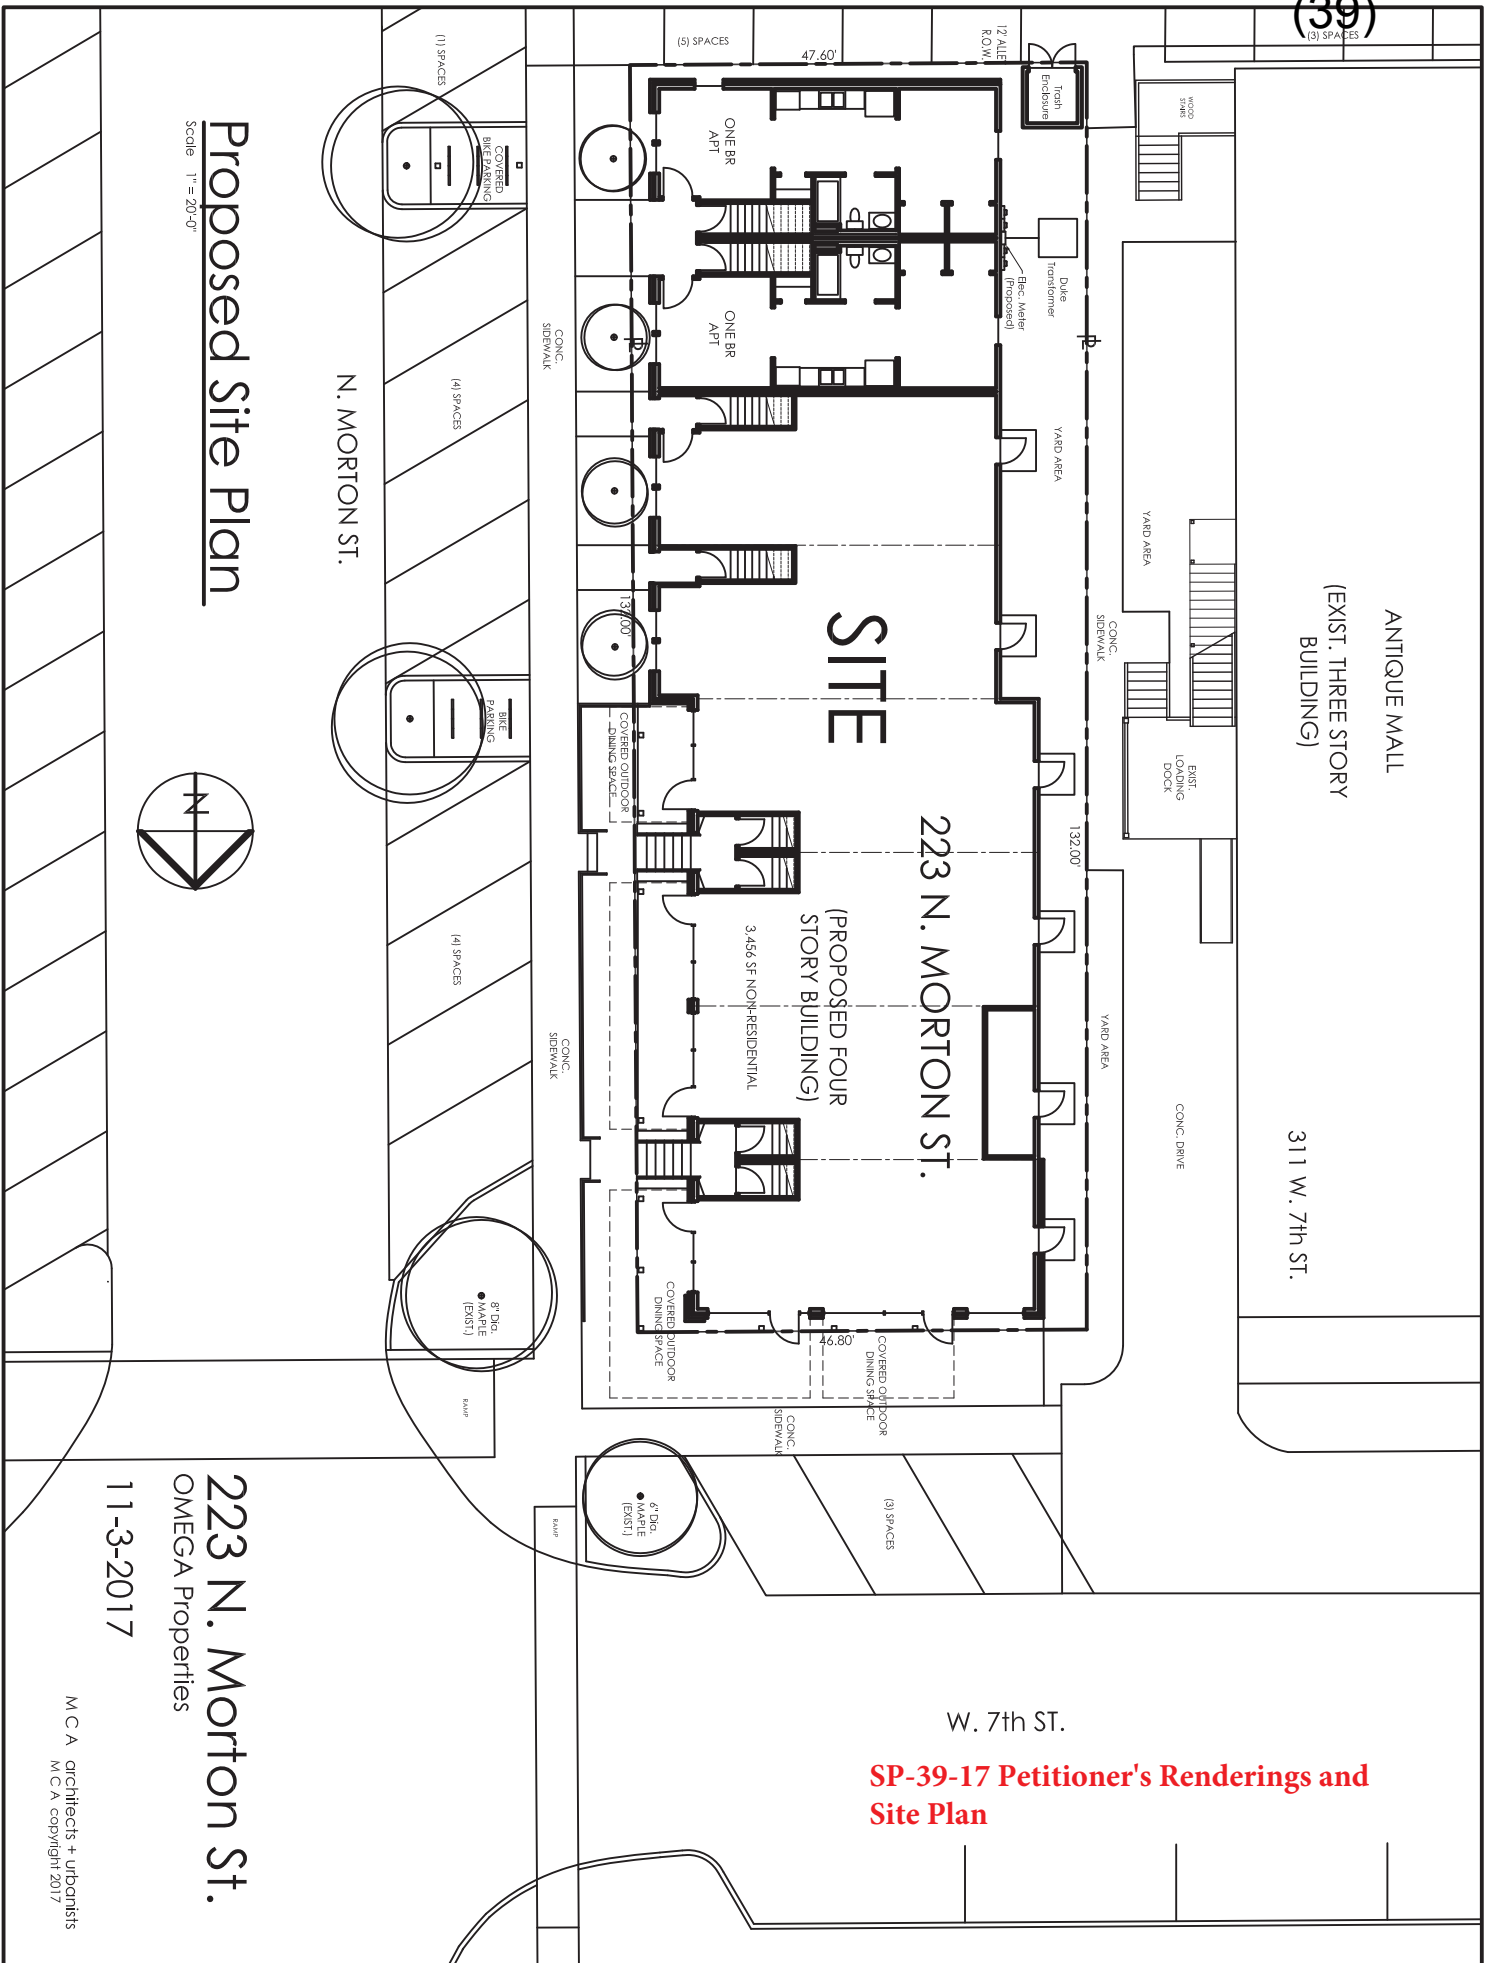 (39)
(3) SPACES
(5) SPACES
47.60'
12' ALLEY
R.O.W.
Trash
Enclosure
WOOD
STAIRS
(1) SPACES
COVERED
BIKE PARKING
ONE BR
APT
ONE BR
APT
Duke
Transformer
Elec. Meter
(Proposed)
Proposed Site Plan
Scale 1" = 20'-0"
N. MORTON ST.
(4) SPACES
CONC.
SIDEWALK
YARD AREA
YARD AREA
CONC.
SIDEWALK
132.00'
SITE
ANTIQUE MALL
(EXIST. THREE STORY
BUILDING)
BIKE
PARKING
COVERED OUTDOOR
DINING SPACE
EXIST.
LOADING
DOCK
N
132.00'
223 N. MORTON ST.
(PROPOSED FOUR
STORY BUILDING)
3,456 SF NON-RESIDENTIAL
(4) SPACES
CONC.
SIDEWALK
YARD AREA
CONC. DRIVE
311 W. 7th ST.
8" Dia.
MAPLE
(EXIST.)
COVERED OUTDOOR
DINING SPACE
46.80'
COVERED OUTDOOR
DINING SPACE
RAMP
CONC.
SIDEWALK
6" Dia.
MAPLE
(EXIST.)
RAMP
(3) SPACES
223 N. Morton St.
OMEGA Properties
11-3-2017
M C A architects + urbanists
M C A copyright 2017
W. 7th ST.
SP-39-17 Petitioner's Renderings and
Site Plan